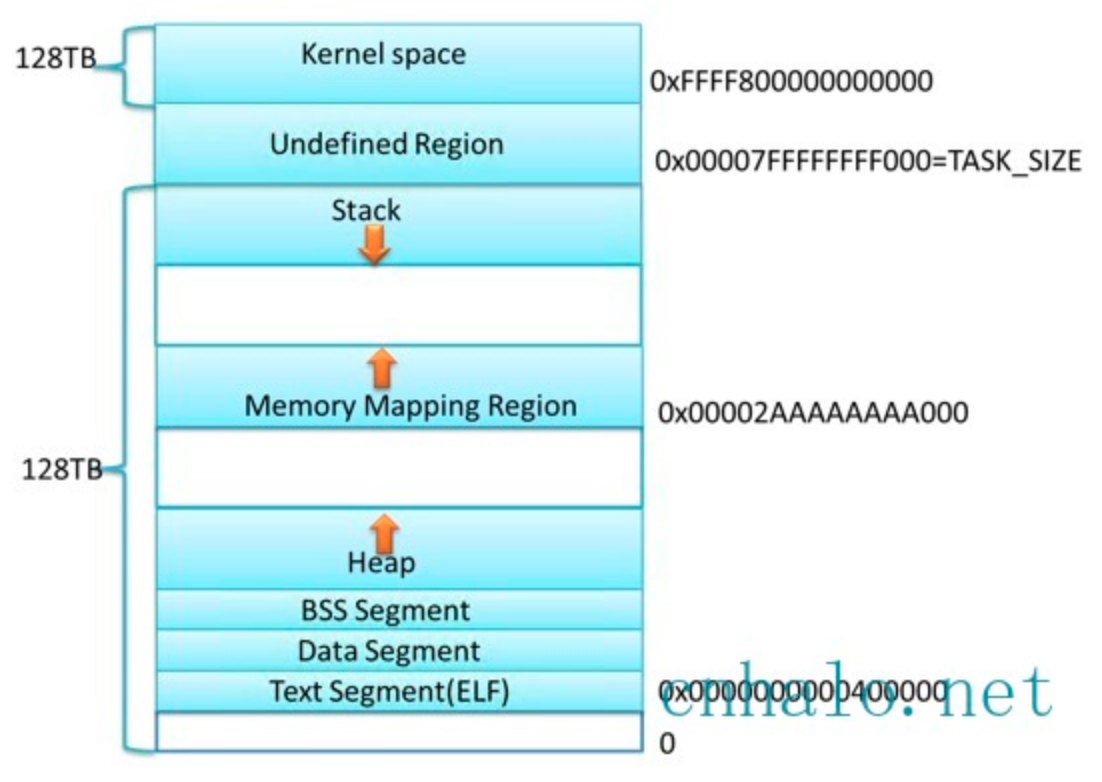 128TB
Kernel space
0xFFFF800000000000
Undefined Region
0x00007FFFFFFFF000=TASK_SIZE
Stack
Memory Mapping Region
0x00002AAAAAAAA000
128TB
Heap
BSS Segment
Data Segment
Text Segment(ELF)
0x0000000000400000
cnhalo.net
0